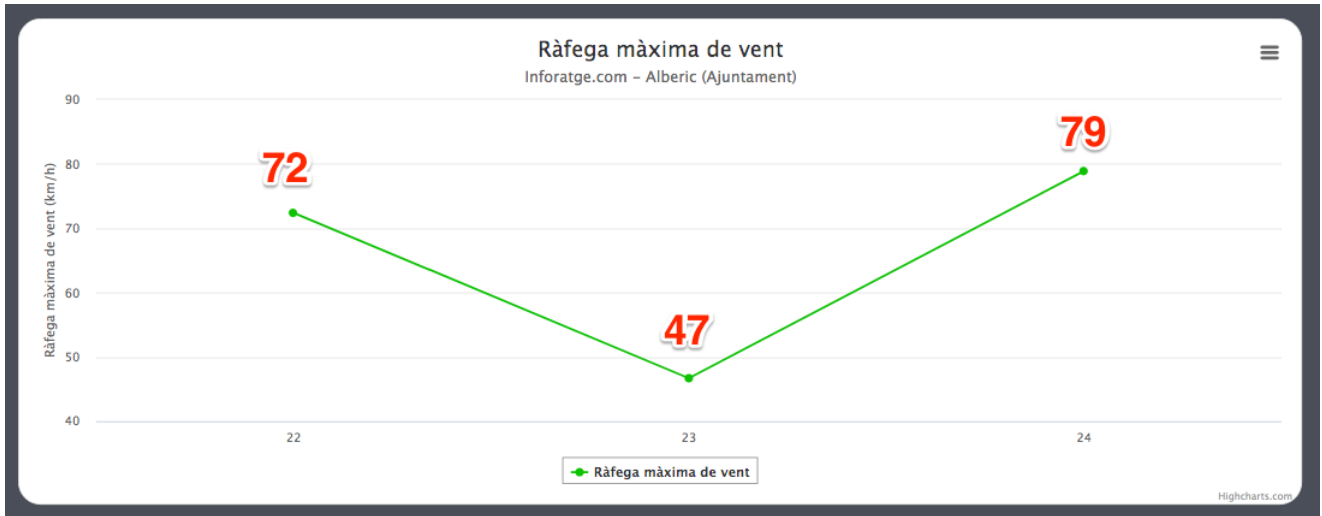 Ràfega màxima de vent
Inforatge.com – Alberic (Ajuntament)
Ràfega màxima de vent (km/h)
90
80
70
60
50
40
72
47
79
22
23
24
Ràfega màxima de vent
Highcharts.com